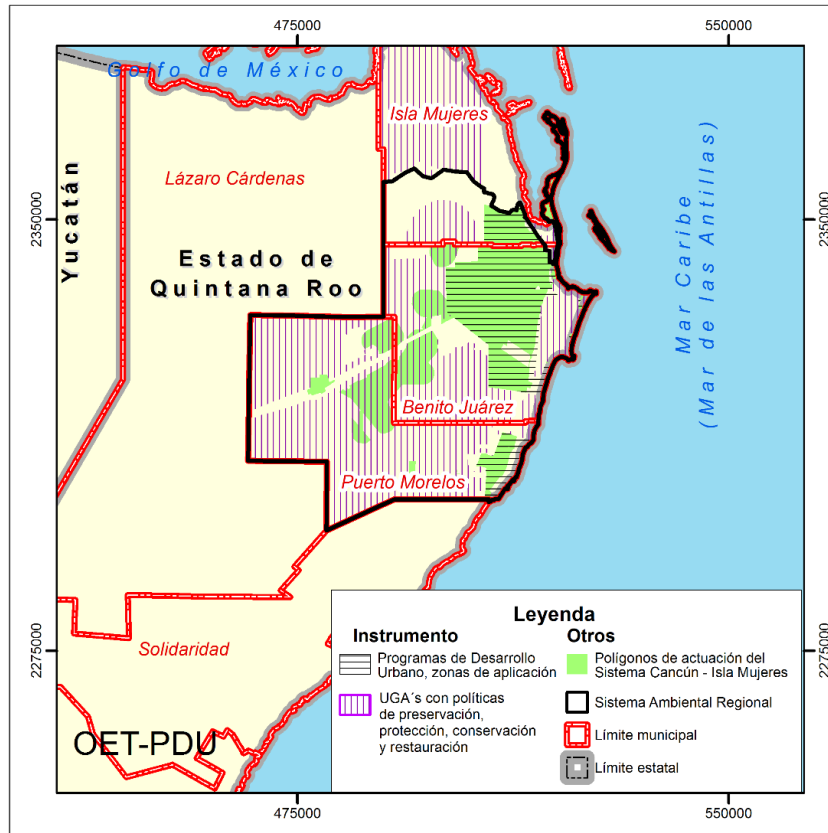 475000
550000
Golfo de México
Isla Mujeres
Lázaro Cárdenas
2350000
2350000
Yucatán
Estado de
Quintana Roo
Mar Caribe
(Mar de las Antillas)
Benito Juárez
Puerto Morelos
Solidaridad
2275000
2275000
OET-PDU
Leyenda
Instrumento
Programas de Desarrollo
Urbano, zonas de aplicación
UGA´s con políticas
de preservación,
protección, conservación
y restauración
Otros
Polígonos de actuación del
Sistema Cancún - Isla Mujeres
Sistema Ambiental Regional
Límite municipal
Límite estatal
475000
550000